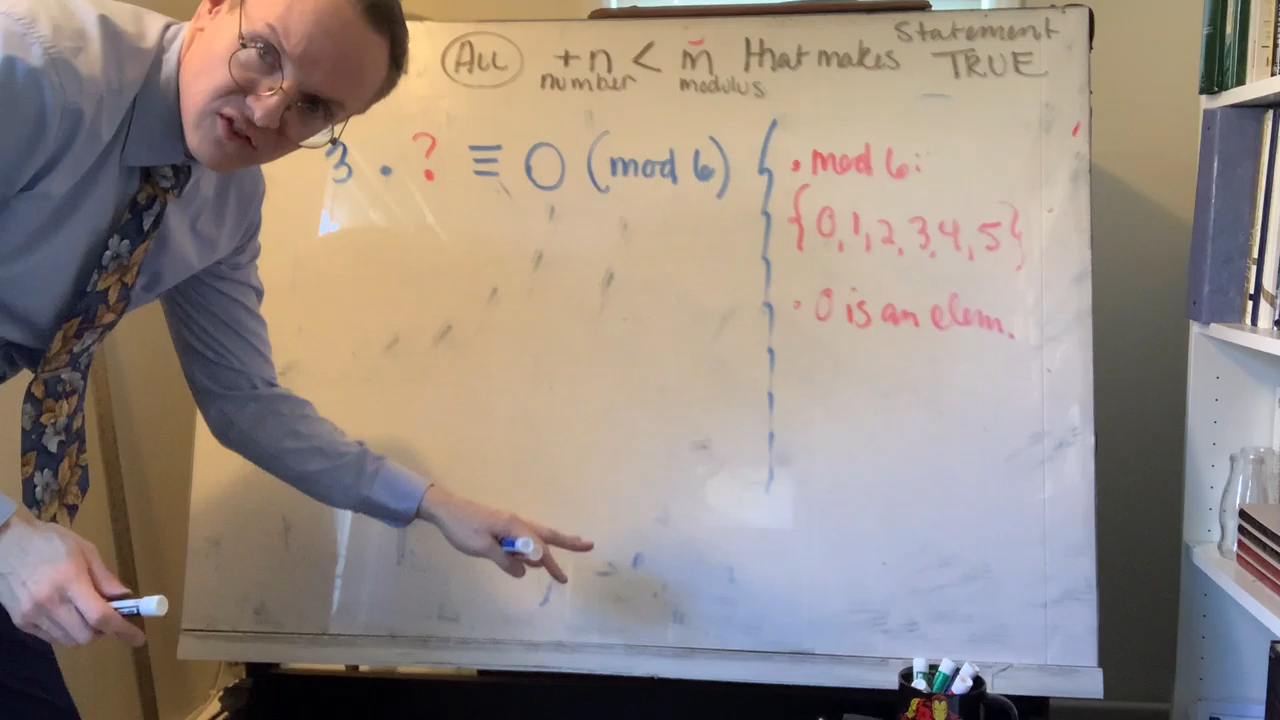 ALL +n < m that makes Statement TRUE
number modulus
3 · ? ≡ 0 (mod 6)
• mod 6:
{0, 1, 2, 3, 4, 5}
• 0 is an elem.